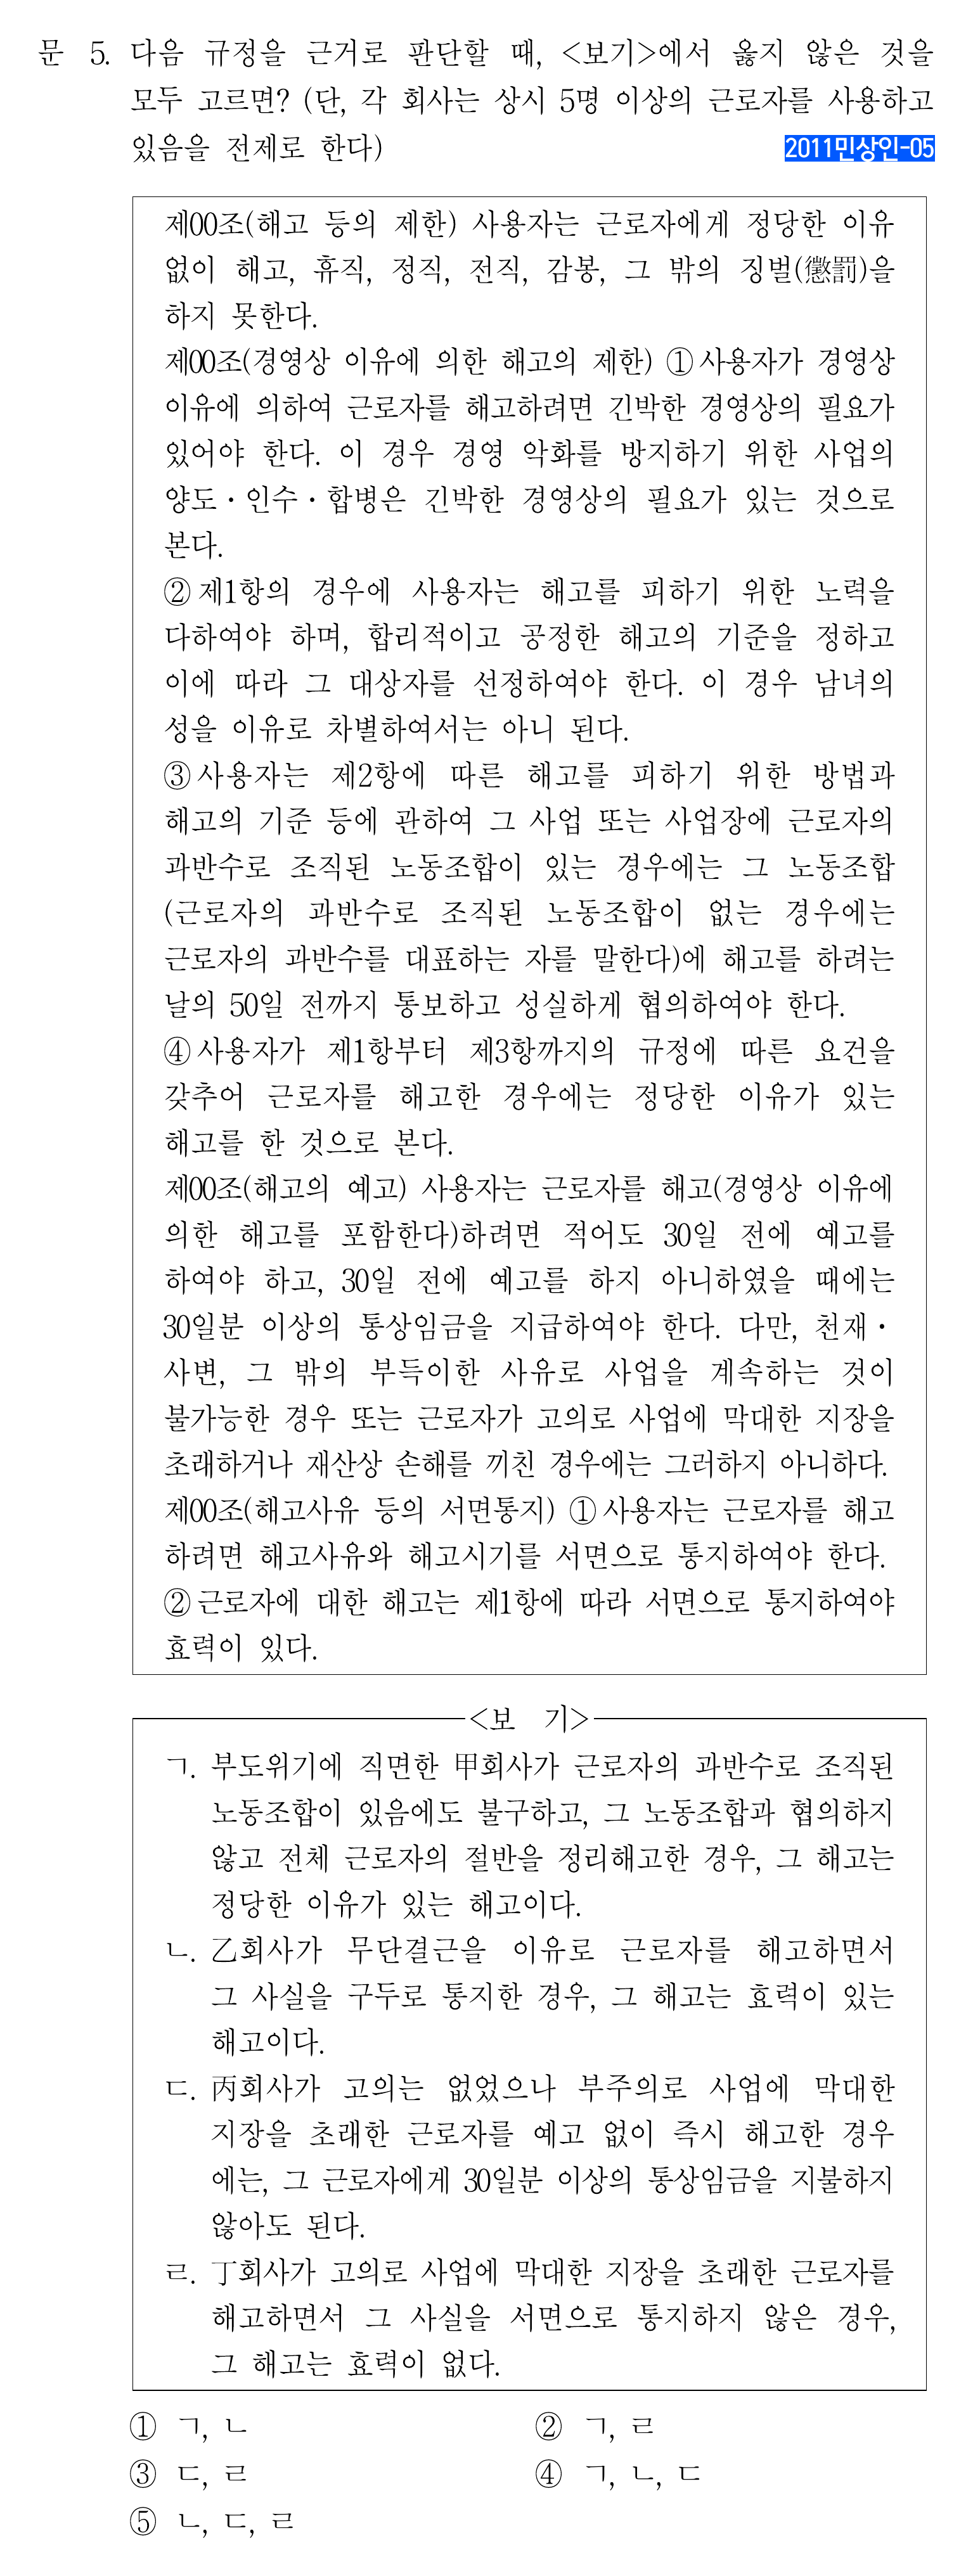 문 5. 다음 규정을 근거로 판단할 때, <보기>에서 옳지 않은 것을
모두 고르면? (단, 각 회사는 상시 5명 이상의 근로자를 사용하고
있음을 전제로 한다)
2011민상인-05
제00조(해고 등의 제한) 사용자는 근로자에게 정당한 이유
없이 해고, 휴직, 정직, 전직, 감봉, 그 밖의 징벌(懲罰)을
하지 못한다.
제00조(경영상 이유에 의한 해고의 제한) ① 사용자가 경영상
이유에 의하여 근로자를 해고하려면 긴박한 경영상의 필요가
있어야 한다. 이 경우 경영 악화를 방지하기 위한 사업의
양도・인수・합병은 긴박한 경영상의 필요가 있는 것으로
본다.
② 제1항의 경우에 사용자는 해고를 피하기 위한 노력을
다하여야 하며, 합리적이고 공정한 해고의 기준을 정하고
이에 따라 그 대상자를 선정하여야 한다. 이 경우 남녀의
성을 이유로 차별하여서는 아니 된다.
③ 사용자는 제2항에 따른 해고를 피하기 위한 방법과
해고의 기준 등에 관하여 그 사업 또는 사업장에 근로자의
과반수로 조직된 노동조합이 있는 경우에는 그 노동조합
(근로자의 과반수로 조직된 노동조합이 없는 경우에는
근로자의 과반수를 대표하는 자를 말한다)에 해고를 하려는
날의 50일 전까지 통보하고 성실하게 협의하여야 한다.
④ 사용자가 제1항부터 제3항까지의 규정에 따른 요건을
갖추어 근로자를 해고한 경우에는 정당한 이유가 있는
해고를 한 것으로 본다.
제00조(해고의 예고) 사용자는 근로자를 해고(경영상 이유에
의한 해고를 포함한다)하려면 적어도 30일 전에 예고를
하여야 하고, 30일 전에 예고를 하지 아니하였을 때에는
30일분 이상의 통상임금을 지급하여야 한다. 다만, 천재・
사변, 그 밖의 부득이한 사유로 사업을 계속하는 것이
불가능한 경우 또는 근로자가 고의로 사업에 막대한 지장을
초래하거나 재산상 손해를 끼친 경우에는 그러하지 아니하다.
제00조(해고사유 등의 서면통지) ① 사용자는 근로자를 해고
하려면 해고사유와 해고시기를 서면으로 통지하여야 한다.
② 근로자에 대한 해고는 제1항에 따라 서면으로 통지하여야
효력이 있다.
<보 기>
ㄱ. 부도위기에 직면한 甲회사가 근로자의 과반수로 조직된
노동조합이 있음에도 불구하고, 그 노동조합과 협의하지
않고 전체 근로자의 절반을 정리해고한 경우, 그 해고는
정당한 이유가 있는 해고이다.
ㄴ. 乙회사가 무단결근을 이유로 근로자를 해고하면서
그 사실을 구두로 통지한 경우, 그 해고는 효력이 있는
해고이다.
ㄷ. 丙회사가 고의는 없었으나 부주의로 사업에 막대한
지장을 초래한 근로자를 예고 없이 즉시 해고한 경우
에는, 그 근로자에게 30일분 이상의 통상임금을 지불하지
않아도 된다.
ㄹ. 丁회사가 고의로 사업에 막대한 지장을 초래한 근로자를
해고하면서 그 사실을 서면으로 통지하지 않은 경우,
그 해고는 효력이 없다.
① ㄱ, ㄴ
② ㄱ, ㄹ
③ ㄷ, ㄹ
④ ㄱ, ㄴ, ㄷ
⑤ ㄴ, ㄷ, ㄹ